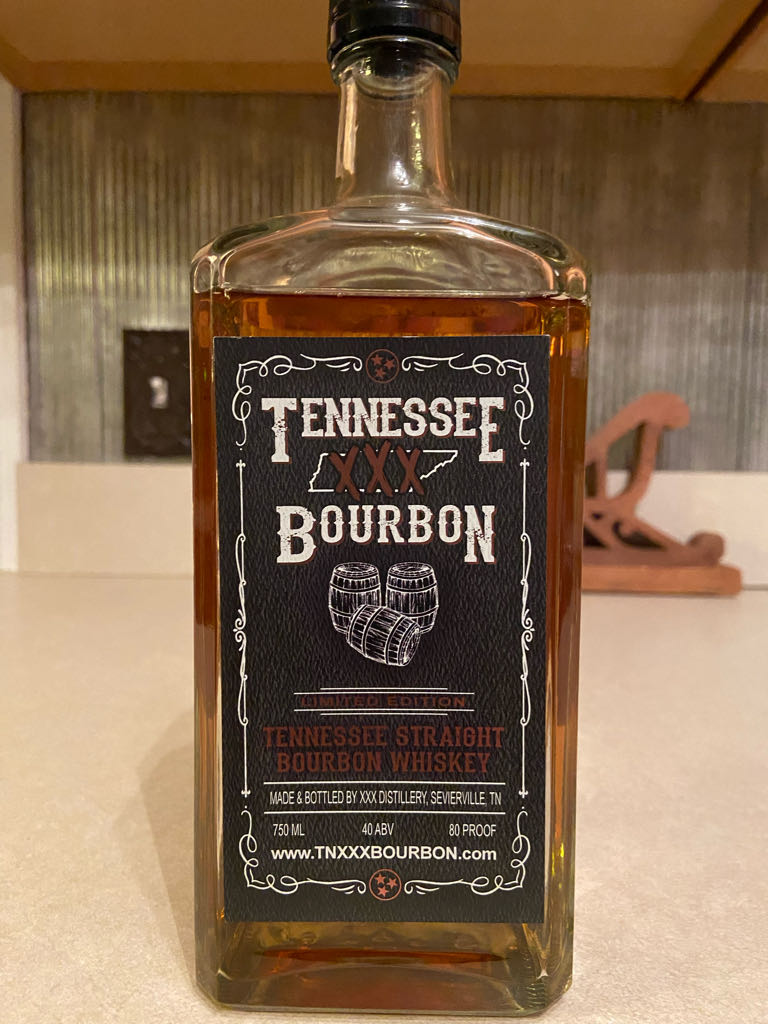 TENNESSEE
XXX
BOURBON
LIMITED EDITION
TENNESSEE STRAIGHT
BOURBON WHISKEY
MADE & BOTTLED BY XXX DISTILLERY, SEVIERVILLE, TN
750 ML 40 ABV 80 PROOF
www.TNXXXBOURBON.com